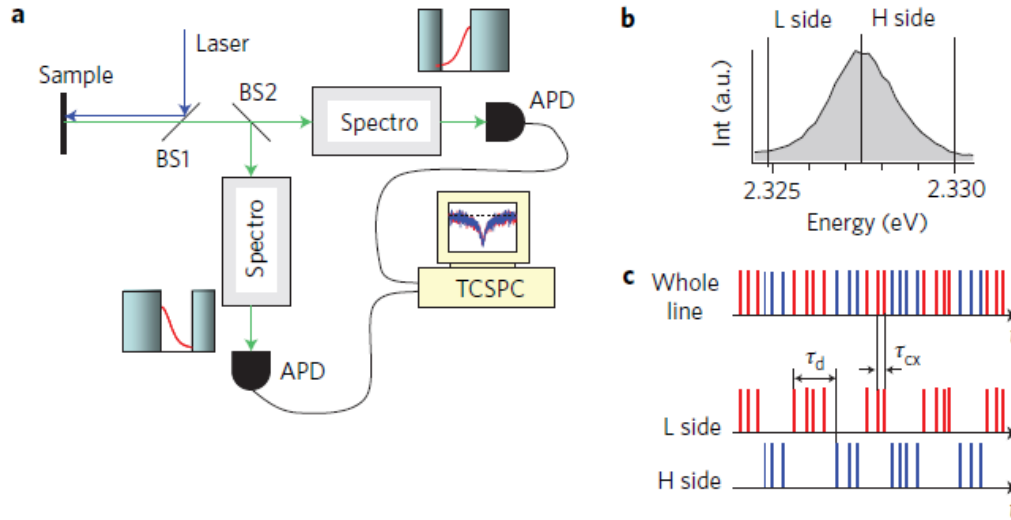 a
Laser
Sample
BS2
BS1
Spectro
APD
Spectro
TCSPC
APD
b
L side
H side
Int (a.u.)
2.325
2.330
Energy (eV)
c
Whole
line
τd
τcx
L side
H side